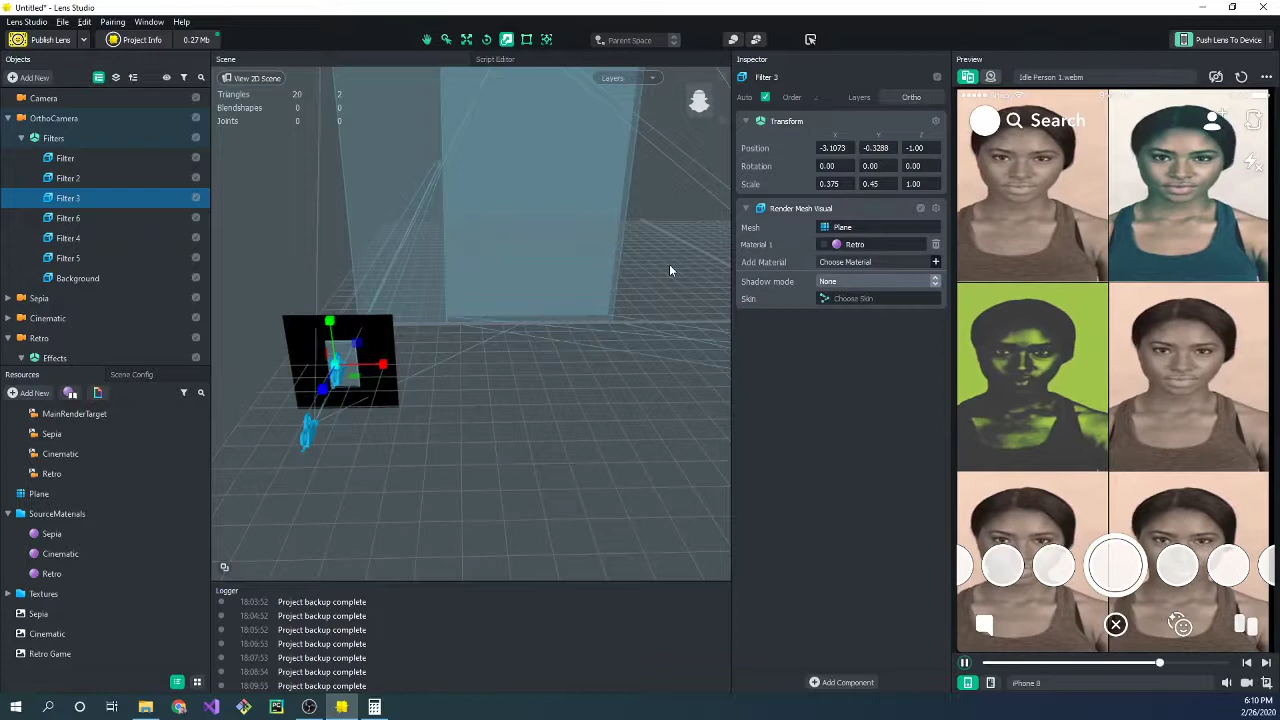 Untitled* - Lens Studio
Lens Studio File Edit Pairing Window Help
Publish Lens Project Info 0.27 Mb Parent Space Push Lens To Device
Objects
Add New
Camera
OrthoCamera
Filters
Filter
Filter 2
Filter 3
Filter 6
Filter 4
Filter 5
Background
Sepia
Cinematic
Retro
Effects
Resources Scene Config
Add New
MainRenderTarget
Sepia
Cinematic
Retro
Plane
SourceMaterials
Sepia
Cinematic
Retro
Textures
Sepia
Cinematic
Retro Game
Scene Script Editor
View 2D Scene Layers
Triangles 20 2
Blendshapes 0 0
Joints 0 0
Logger
18:03:52 Project backup complete
18:04:52 Project backup complete
18:05:52 Project backup complete
18:06:53 Project backup complete
18:07:53 Project backup complete
18:08:54 Project backup complete
18:09:55 Project backup complete
Inspector
Filter 3
Auto Order Layers Ortho
Transform
X Y Z
Position -3.1073 -0.3288 -1.00
Rotation 0.00 0.00 0.00
Scale 0.375 0.45 1.00
Render Mesh Visual
Mesh Plane
Material 1 Retro
Add Material Choose Material
Shadow mode None
Skin Choose Skin
Add Component
Preview
Idle Person 1.webm
Search
iPhone 8
6:10 PM
2/26/2020